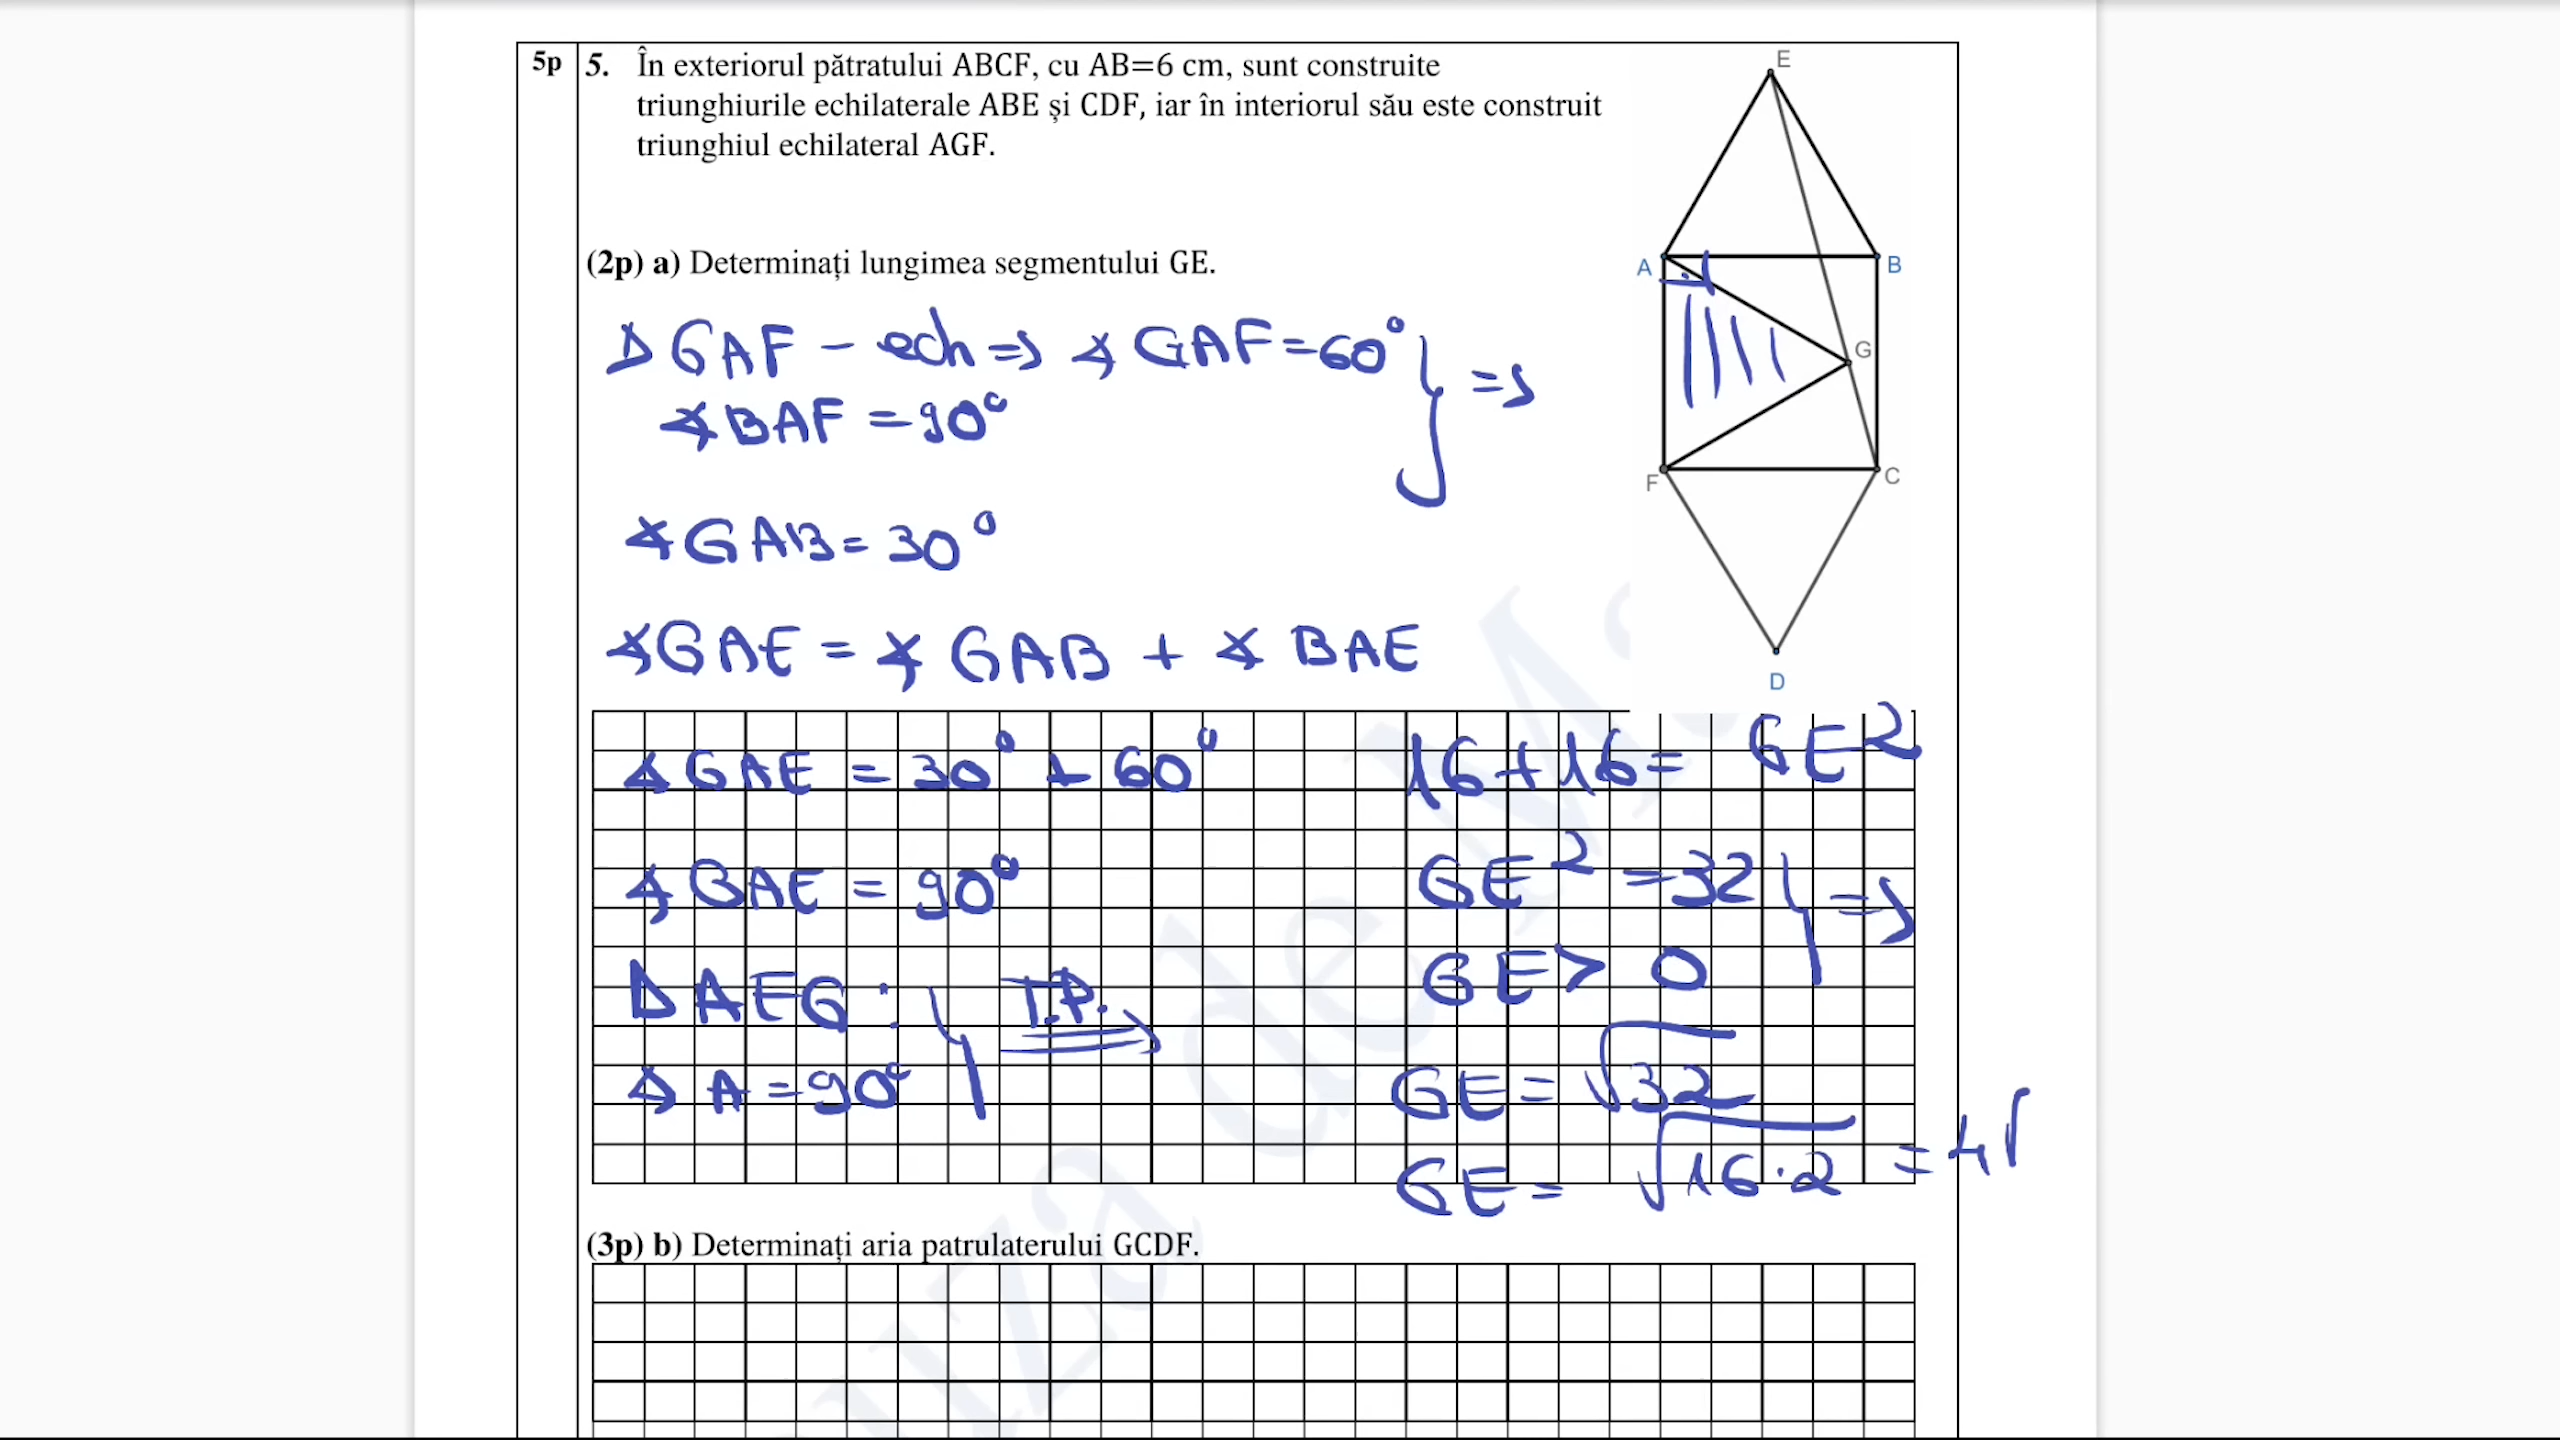 5p
5. În exteriorul pătratului ABCF, cu AB=6 cm, sunt construite
triunghiurile echilaterale ABE și CDF, iar în interiorul său este construit
triunghiul echilateral AGF.
E
A
B
G
F
C
D
(2p) a) Determinați lungimea segmentului GE.
Δ GAF – ech => ∢ GAF = 60° } =>
∢ BAF = 90°
∢ GAB = 30°
∢ GAE = ∢ GAB + ∢ BAE
∢ GAE = 30° + 60°
∢ GAE = 90°
Δ AEG : } T.P. =>
∢ A = 90°
16 + 16 = GE²
GE² = 32 } =>
GE > 0
GE = √32
GE = √16·2 = 4√
(3p) b) Determinați aria patrulaterului GCDF.